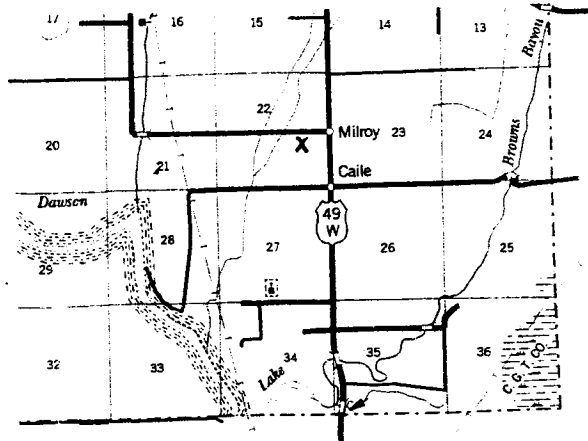 17 16 15 14 13
Bayou
22
Milroy 23 24
X
Browns
20
21
Caile
Dawson
49
W
28 27 26 25
29
34 35 36
32 33
Lake
C. G. T. CO.